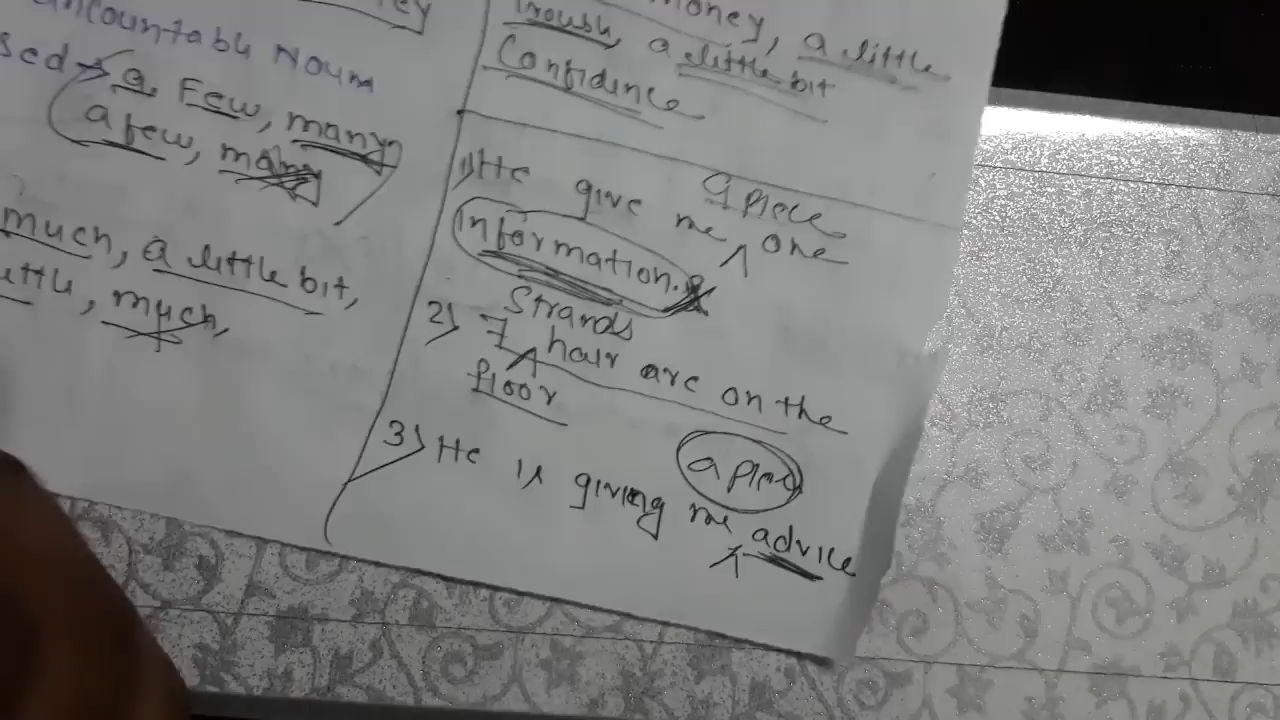 uncountable Noun
sed → a, Few, many
a few, many
much, a little bit,
ittle, much,
money, a little
trouble, a little bit
Confidence
a piece
1) He give me ^ one
Information.
Strands
2) 7 ^ hair are on the
floor
a piece
3) He is giving me ^ advice